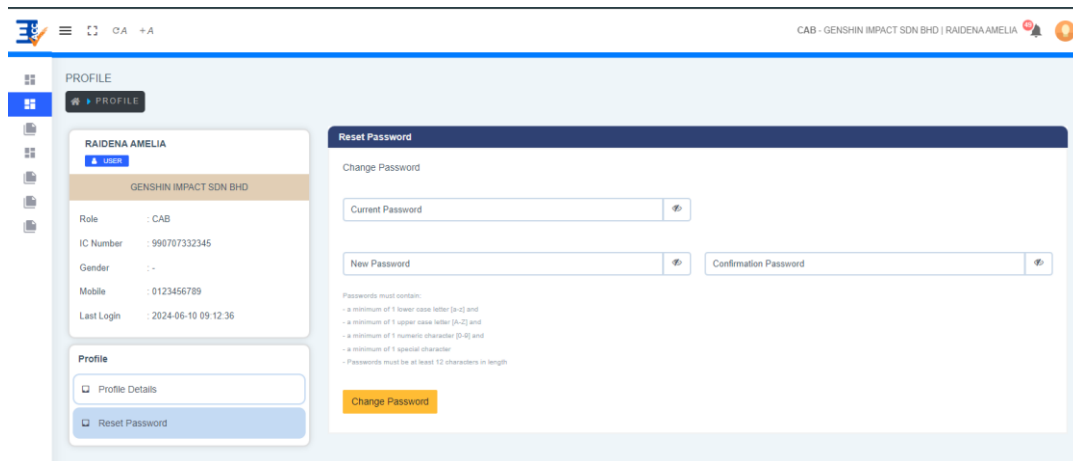 ACC
A +A
CAB - GENSHIN IMPACT SDN BHD | RAIDENA AMELIA
PROFILE
PROFILE
RAIDENA AMELIA
USER
GENSHIN IMPACT SDN BHD
Role : CAB
IC Number : 990707332345
Gender : -
Mobile : 0123456789
Last Login : 2024-06-10 09:12:36
Profile
Profile Details
Reset Password
Reset Password
Change Password
Current Password
New Password
Confirmation Password
Passwords must contain:
- a minimum of 1 lower case letter [a-z] and
- a minimum of 1 upper case letter [A-Z] and
- a minimum of 1 numeric character [0-9] and
- a minimum of 1 special character
- Passwords must be at least 12 characters in length
Change Password